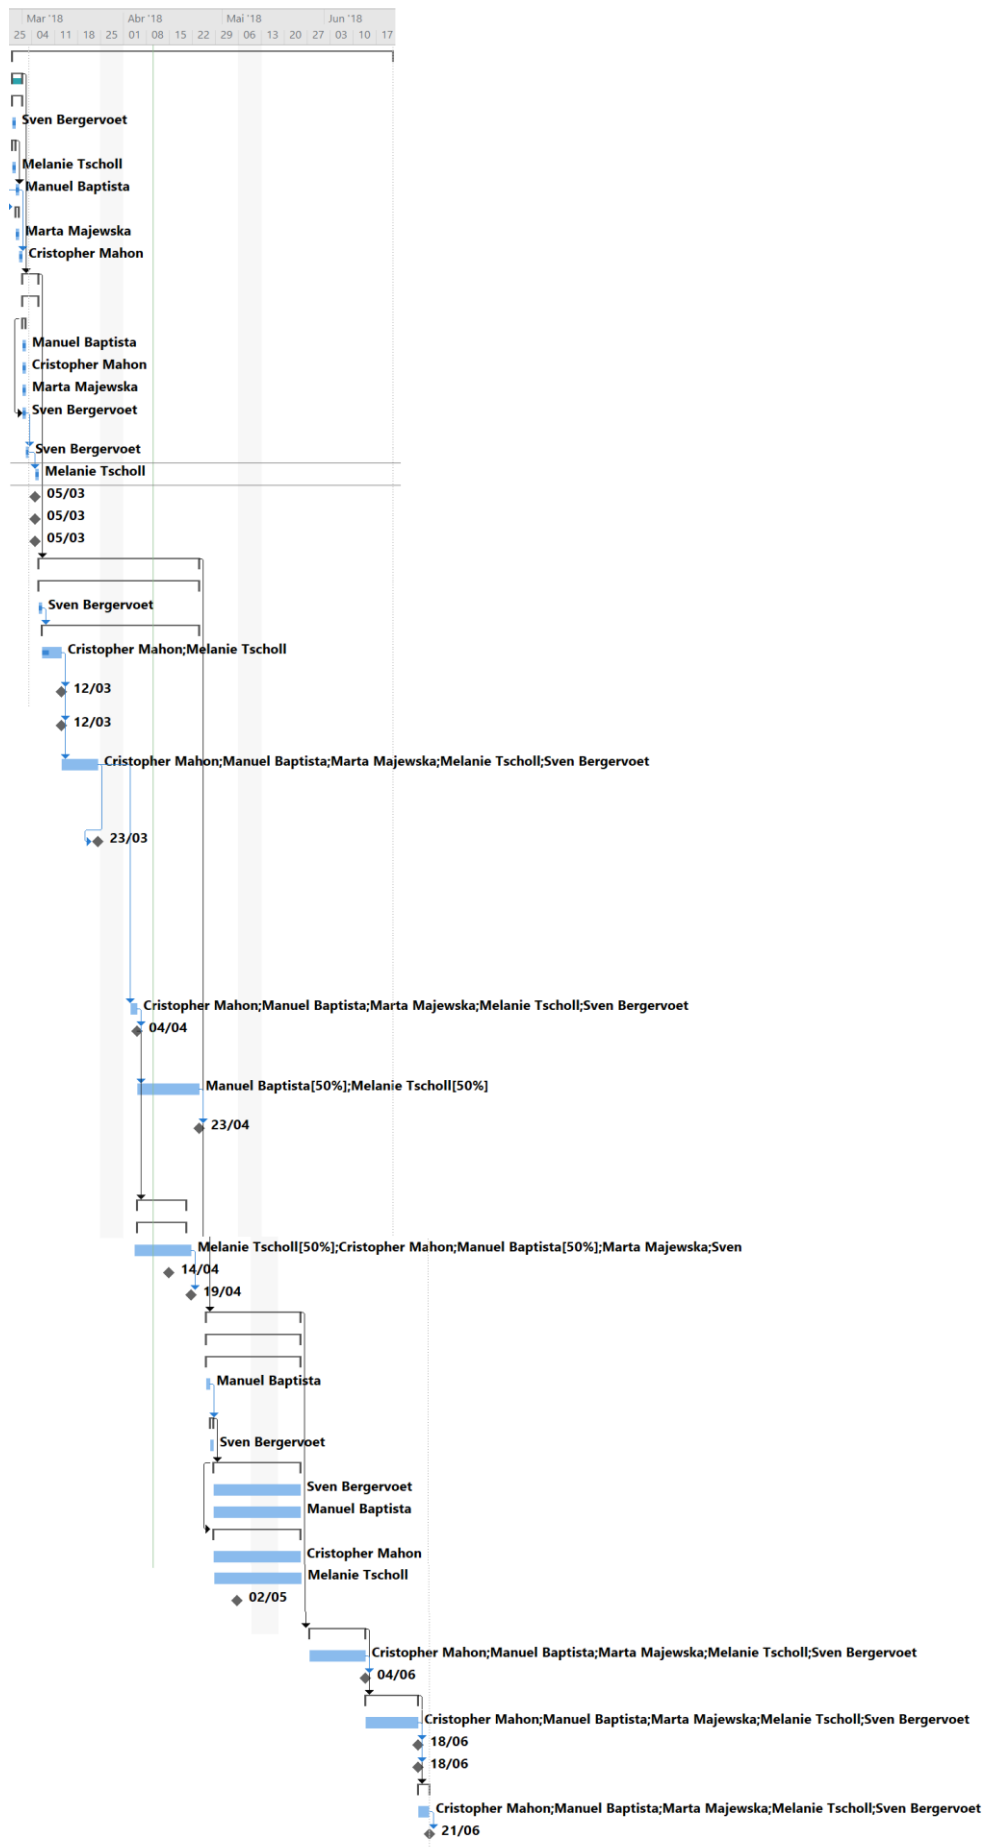 Mar '18 Abr '18 Mai '18 Jun '18
25 04 11 18 25 01 08 15 22 29 06 13 20 27 03 10 17
Sven Bergervoet
Melanie Tscholl
Manuel Baptista
Marta Majewska
Cristopher Mahon
Manuel Baptista
Cristopher Mahon
Marta Majewska
Sven Bergervoet
Sven Bergervoet
Melanie Tscholl
05/03
05/03
05/03
Sven Bergervoet
Cristopher Mahon;Melanie Tscholl
12/03
12/03
Cristopher Mahon;Manuel Baptista;Marta Majewska;Melanie Tscholl;Sven Bergervoet
23/03
Cristopher Mahon;Manuel Baptista;Marta Majewska;Melanie Tscholl;Sven Bergervoet
04/04
Manuel Baptista[50%];Melanie Tscholl[50%]
23/04
Melanie Tscholl[50%];Cristopher Mahon;Manuel Baptista[50%];Marta Majewska;Sven
14/04
19/04
Manuel Baptista
Sven Bergervoet
Sven Bergervoet
Manuel Baptista
Cristopher Mahon
Melanie Tscholl
02/05
Cristopher Mahon;Manuel Baptista;Marta Majewska;Melanie Tscholl;Sven Bergervoet
04/06
Cristopher Mahon;Manuel Baptista;Marta Majewska;Melanie Tscholl;Sven Bergervoet
18/06
18/06
Cristopher Mahon;Manuel Baptista;Marta Majewska;Melanie Tscholl;Sven Bergervoet
21/06